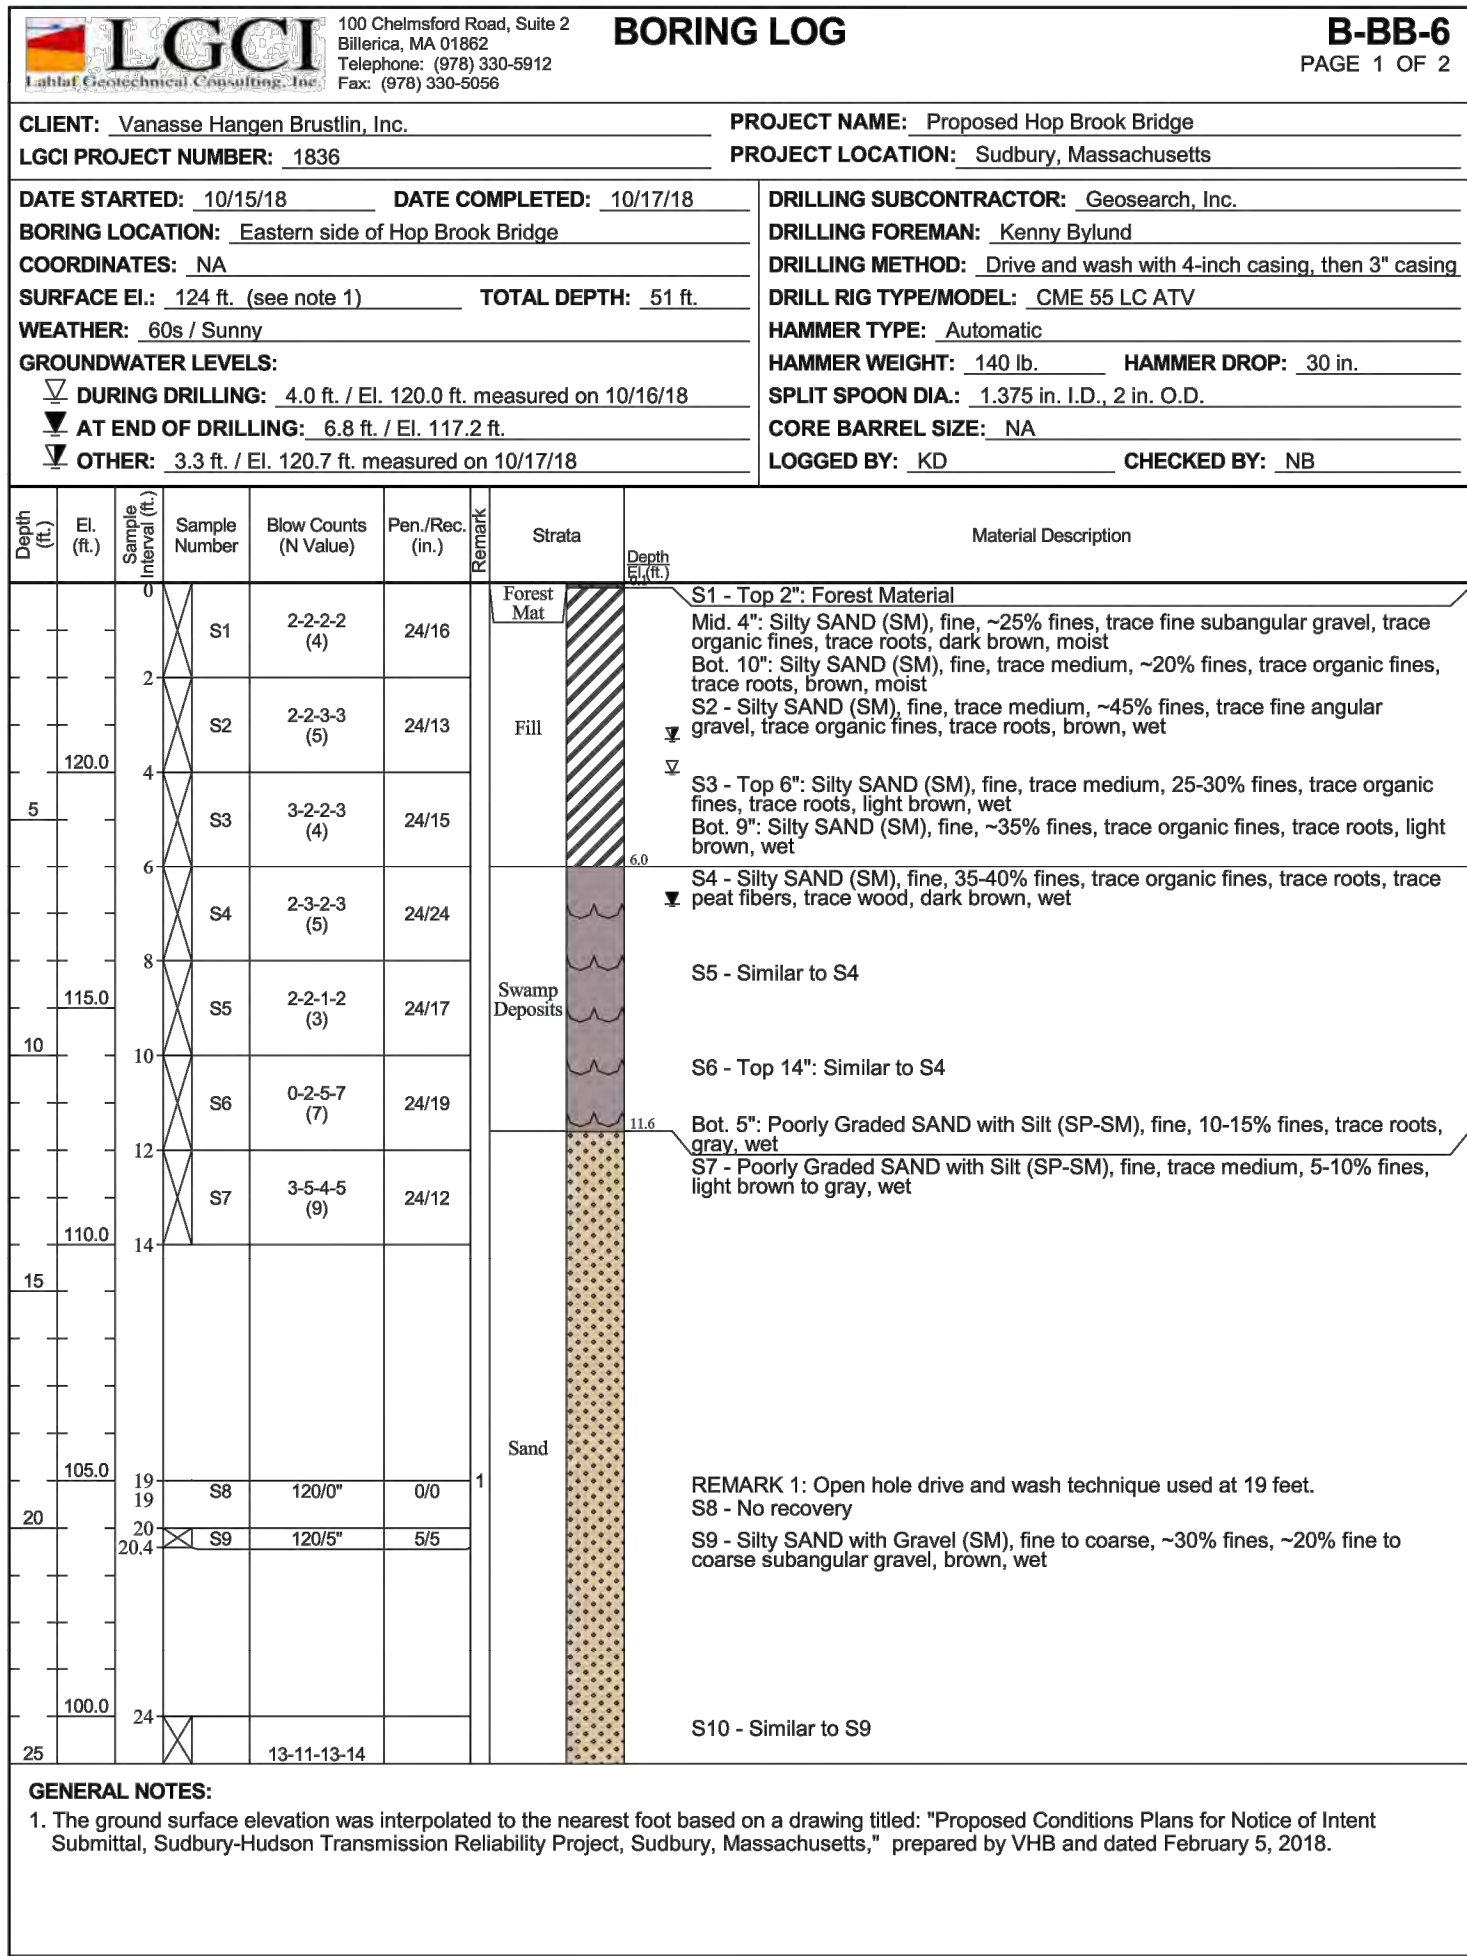 LGCI
Lahlaf Geotechnical Consulting, Inc.
100 Chelmsford Road, Suite 2
Billerica, MA 01862
Telephone: (978) 330-5912
Fax: (978) 330-5056
BORING LOG
B-BB-6
PAGE 1 OF 2
CLIENT: Vanasse Hangen Brustlin, Inc.
PROJECT NAME: Proposed Hop Brook Bridge
LGCI PROJECT NUMBER: 1836
PROJECT LOCATION: Sudbury, Massachusetts
DATE STARTED: 10/15/18 DATE COMPLETED: 10/17/18
BORING LOCATION: Eastern side of Hop Brook Bridge
COORDINATES: NA
SURFACE El.: 124 ft. (see note 1) TOTAL DEPTH: 51 ft.
WEATHER: 60s / Sunny
GROUNDWATER LEVELS:
DURING DRILLING: 4.0 ft. / El. 120.0 ft. measured on 10/16/18
AT END OF DRILLING: 6.8 ft. / El. 117.2 ft.
OTHER: 3.3 ft. / El. 120.7 ft. measured on 10/17/18
DRILLING SUBCONTRACTOR: Geosearch, Inc.
DRILLING FOREMAN: Kenny Bylund
DRILLING METHOD: Drive and wash with 4-inch casing, then 3" casing
DRILL RIG TYPE/MODEL: CME 55 LC ATV
HAMMER TYPE: Automatic
HAMMER WEIGHT: 140 lb. HAMMER DROP: 30 in.
SPLIT SPOON DIA.: 1.375 in. I.D., 2 in. O.D.
CORE BARREL SIZE: NA
LOGGED BY: KD CHECKED BY: NB
Depth (ft.)
El. (ft.)
Sample Interval (ft.)
Sample Number
Blow Counts (N Value)
Pen./Rec. (in.)
Remark
Strata
Depth El.(ft.)
Material Description
0
S1 2-2-2-2 (4) 24/16
Forest Mat
S1 - Top 2": Forest Material
Mid. 4": Silty SAND (SM), fine, ~25% fines, trace fine subangular gravel, trace
organic fines, trace roots, dark brown, moist
Bot. 10": Silty SAND (SM), fine, trace medium, ~20% fines, trace organic fines,
trace roots, brown, moist
2
S2 2-2-3-3 (5) 24/13
Fill
S2 - Silty SAND (SM), fine, trace medium, ~45% fines, trace fine angular
gravel, trace organic fines, trace roots, brown, wet
120.0
4
5
S3 3-2-2-3 (4) 24/15
S3 - Top 6": Silty SAND (SM), fine, trace medium, 25-30% fines, trace organic
fines, trace roots, light brown, wet
Bot. 9": Silty SAND (SM), fine, ~35% fines, trace organic fines, trace roots, light
brown, wet
6
6.0
S4 2-3-2-3 (5) 24/24
S4 - Silty SAND (SM), fine, 35-40% fines, trace organic fines, trace roots, trace
peat fibers, trace wood, dark brown, wet
8
115.0
S5 2-2-1-2 (3) 24/17
Swamp Deposits
S5 - Similar to S4
10
10
S6 0-2-5-7 (7) 24/19
S6 - Top 14": Similar to S4
11.6
Bot. 5": Poorly Graded SAND with Silt (SP-SM), fine, 10-15% fines, trace roots,
gray, wet
12
S7 3-5-4-5 (9) 24/12
S7 - Poorly Graded SAND with Silt (SP-SM), fine, trace medium, 5-10% fines,
light brown to gray, wet
110.0
14
15
Sand
105.0
19
19
S8 120/0" 0/0 1
REMARK 1: Open hole drive and wash technique used at 19 feet.
S8 - No recovery
20
20
20.4
S9 120/5" 5/5
S9 - Silty SAND with Gravel (SM), fine to coarse, ~30% fines, ~20% fine to
coarse subangular gravel, brown, wet
100.0
24
25
13-11-13-14
S10 - Similar to S9
GENERAL NOTES:
1. The ground surface elevation was interpolated to the nearest foot based on a drawing titled: "Proposed Conditions Plans for Notice of Intent
Submittal, Sudbury-Hudson Transmission Reliability Project, Sudbury, Massachusetts," prepared by VHB and dated February 5, 2018.